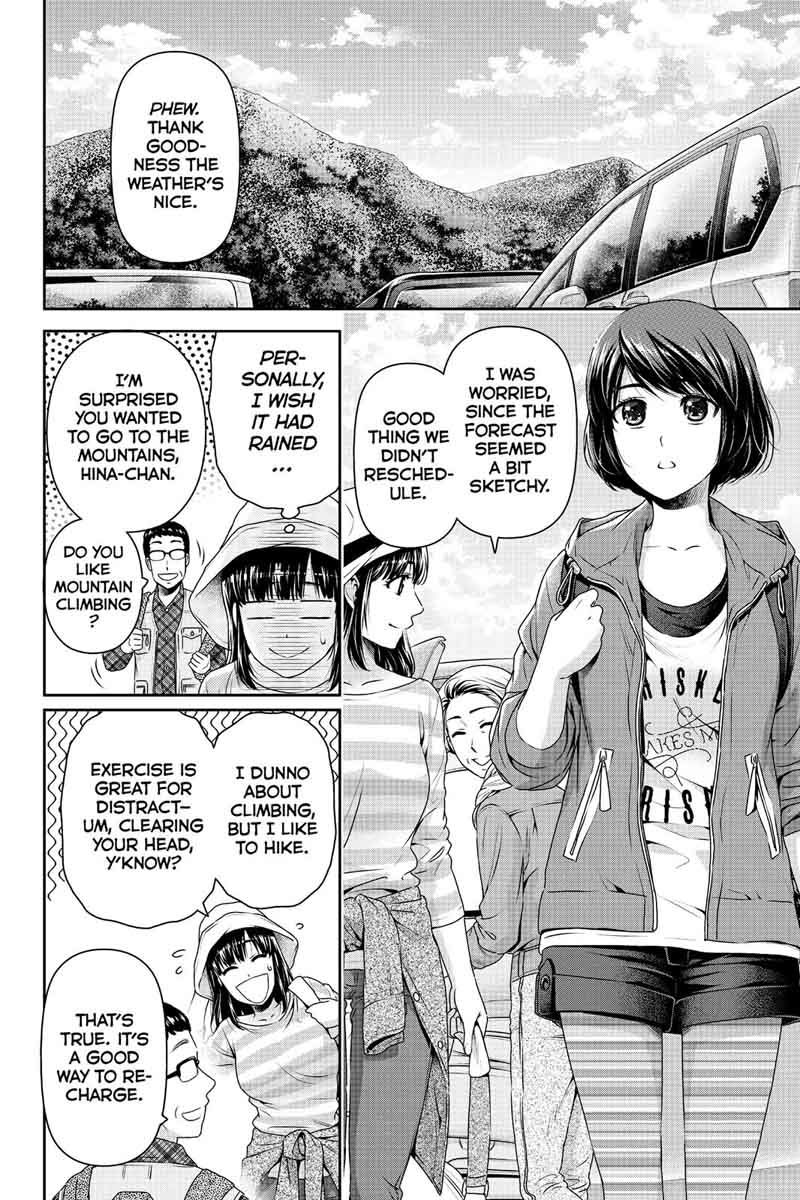 PHEW.
THANK
GOOD-
NESS THE
WEATHER'S
NICE.
I WAS
WORRIED,
SINCE THE
FORECAST
SEEMED
A BIT
SKETCHY.
GOOD
THING WE
DIDN'T
RESCHED-
ULE.
RISKE
AKES M
RISK
PER-
SONALLY,
I WISH
IT HAD
RAINED
...
I'M
SURPRISED
YOU WANTED
TO GO TO THE
MOUNTAINS,
HINA-CHAN.
DO YOU
LIKE
MOUNTAIN
CLIMBING
?
I DUNNO
ABOUT
CLIMBING,
BUT I LIKE
TO HIKE.
EXERCISE IS
GREAT FOR
DISTRACT—
UM, CLEARING
YOUR HEAD,
Y'KNOW?
THAT'S
TRUE. IT'S
A GOOD
WAY TO RE-
CHARGE.